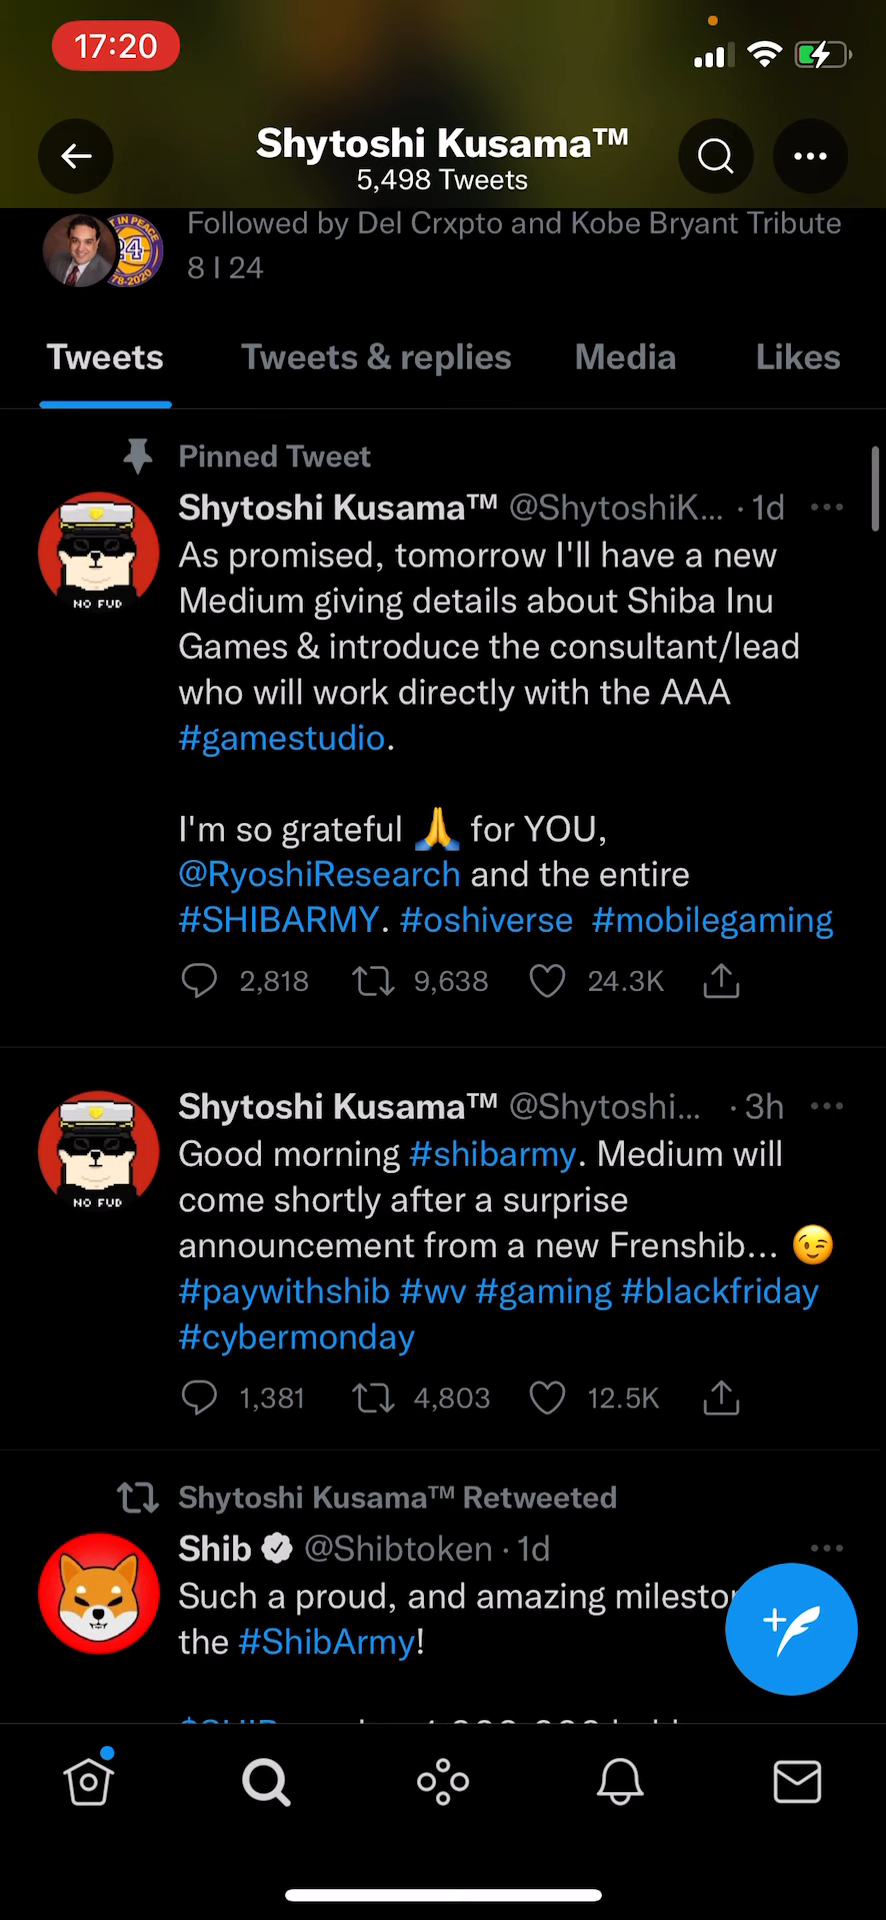 17:20
Shytoshi Kusama™
5,498 Tweets
Followed by Del Crxpto and Kobe Bryant Tribute
8 I 24
Tweets Tweets & replies Media Likes
Pinned Tweet
Shytoshi Kusama™ @ShytoshiK... · 1d
As promised, tomorrow I'll have a new
Medium giving details about Shiba Inu
Games & introduce the consultant/lead
who will work directly with the AAA
#gamestudio.
I'm so grateful 🙏 for YOU,
@RyoshiResearch and the entire
#SHIBARMY. #oshiverse #mobilegaming
NO FUD
2,818 9,638 24.3K
Shytoshi Kusama™ @Shytoshi... · 3h
Good morning #shibarmy. Medium will
come shortly after a surprise
announcement from a new Frenshib... 😉
#paywithshib #wv #gaming #blackfriday
#cybermonday
NO FUD
1,381 4,803 12.5K
Shytoshi Kusama™ Retweeted
Shib @Shibtoken · 1d
Such a proud, and amazing
the #ShibArmy!